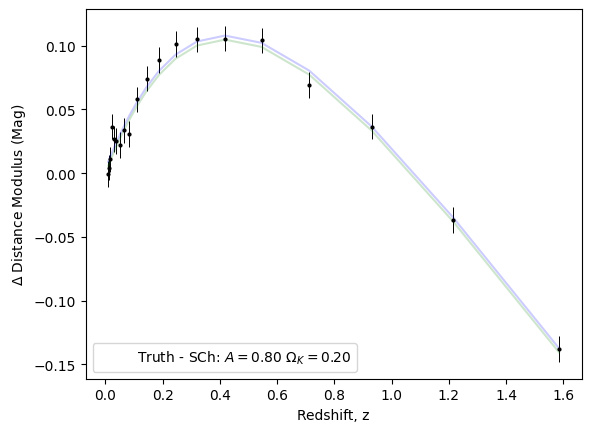 0.10
0.05
0.00
−0.05
−0.10
−0.15
Δ Distance Modulus (Mag)
Truth - SCh: A = 0.80 Ω_K = 0.20
0.0 0.2 0.4 0.6 0.8 1.0 1.2 1.4 1.6
Redshift, z